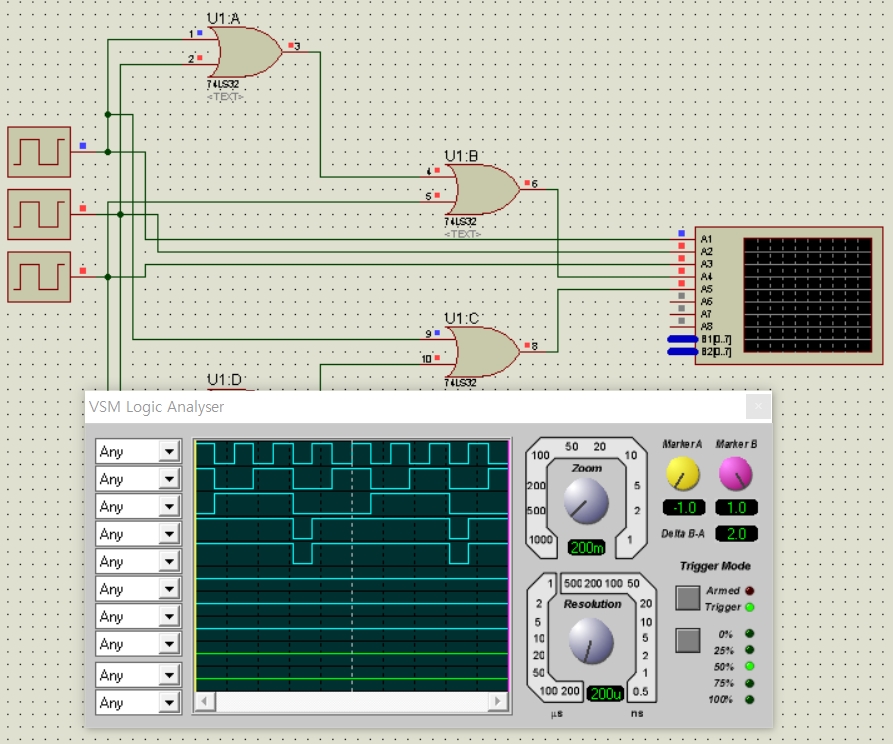 U1:A
1
2
3
74LS32
<TEXT>
U1:B
4
5
6
74LS32
<TEXT>
A1
A2
A3
A4
A5
A6
A7
A8
B1[0..7]
B2[0..7]
U1:C
9
10
8
74LS32
U1:D
VSM Logic Analyser
Any
Any
Any
Any
Any
Any
Any
Any
Any
Any
50 20
100 10
Zoom
200 5
500 2
1000 1
200m
Marker A Marker B
-1.0 1.0
Delta B-A 2.0
Trigger Mode
Armed
Trigger
0%
25%
50%
75%
100%
1 500 200 100 50
2 Resolution 20
5 10
10 5
20 2
50 1
100 200 200u 0.5
µs ns